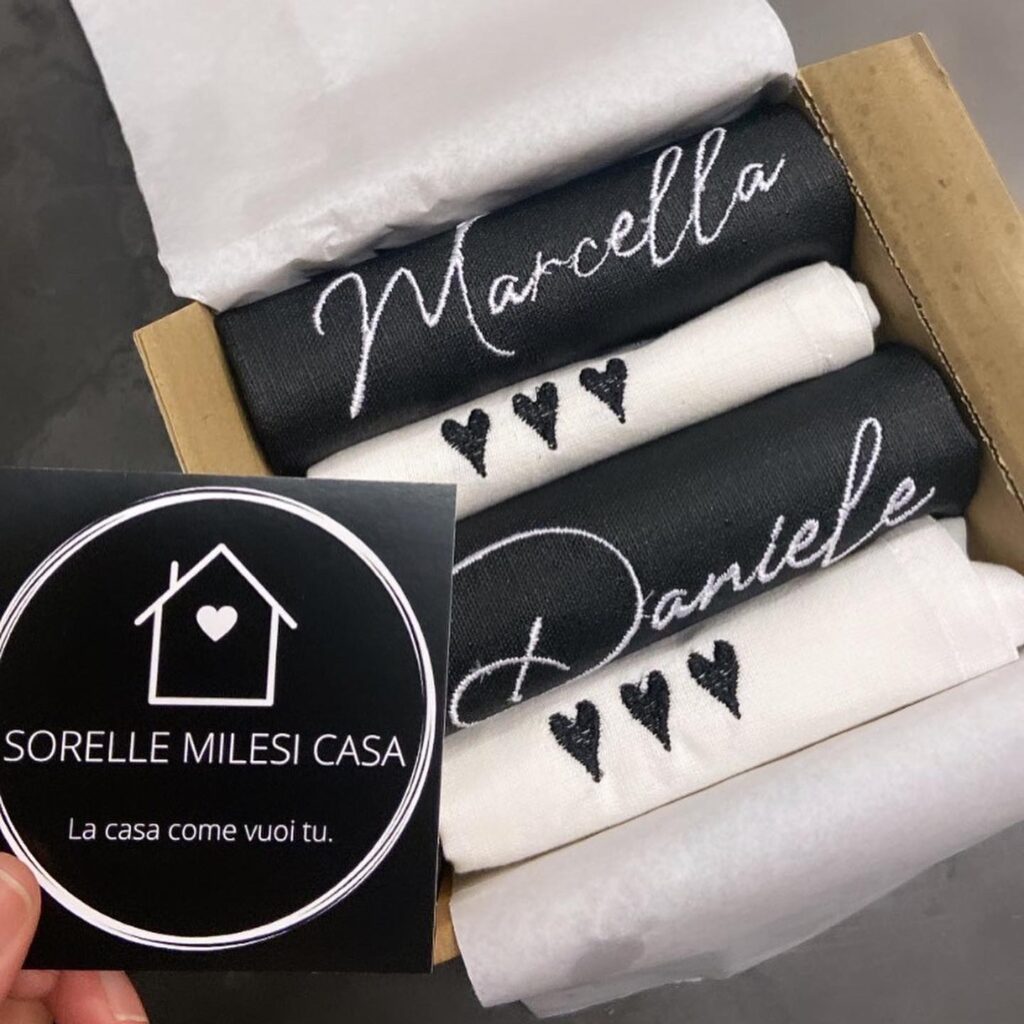 Marcella
Daniele
SORELLE MILESI CASA
La casa come vuoi tu.